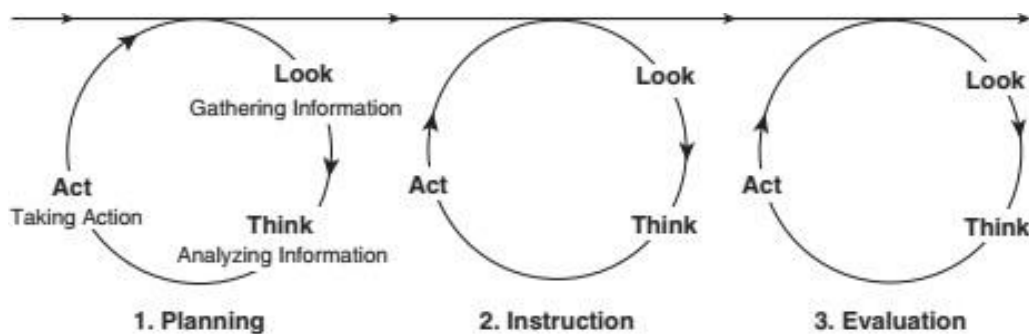 Look
Gathering Information
Act
Taking Action
Think
Analyzing Information
1. Planning
Look
Act
Think
2. Instruction
Look
Act
Think
3. Evaluation